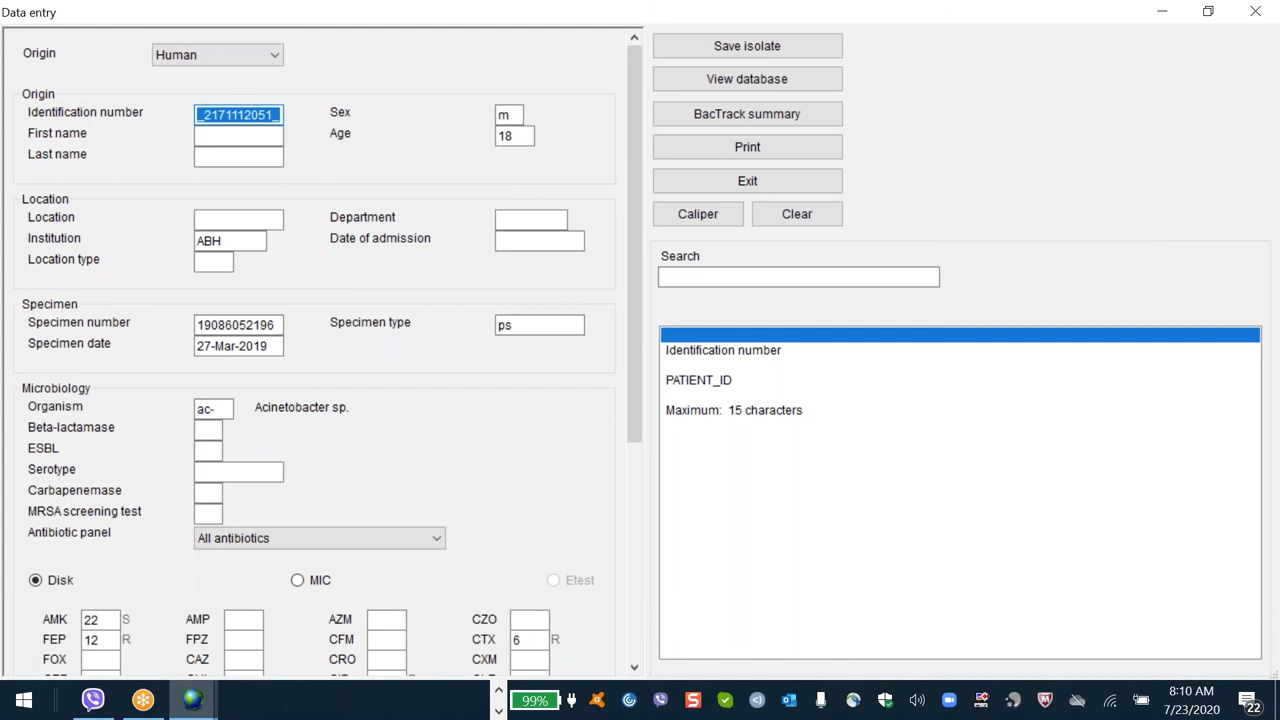 Data entry
Origin Human
Origin
Identification number _2171112051_ Sex m
First name Age 18
Last name
Location
Location Department
Institution ABH Date of admission
Location type
Specimen
Specimen number 19086052196 Specimen type ps
Specimen date 27-Mar-2019
Microbiology
Organism ac- Acinetobacter sp.
Beta-lactamase
ESBL
Serotype
Carbapenemase
MRSA screening test
Antibiotic panel All antibiotics
Disk MIC Etest
AMK 22 S AMP AZM CZO
FEP 12 R FPZ CFM CTX 6 R
FOX CAZ CRO CXM
Save isolate
View database
BacTrack summary
Print
Exit
Caliper Clear
Search
Identification number
PATIENT_ID
Maximum: 15 characters
99%
8:10 AM
7/23/2020
22